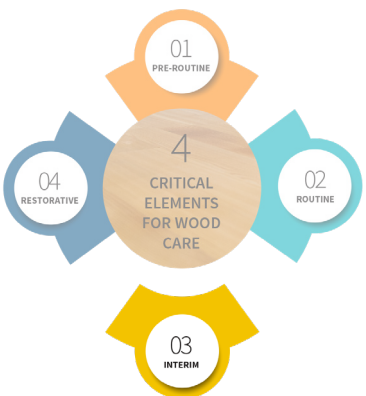 01
PRE-ROUTINE
4
CRITICAL
ELEMENTS
FOR WOOD
CARE
02
ROUTINE
03
INTERIM
04
RESTORATIVE